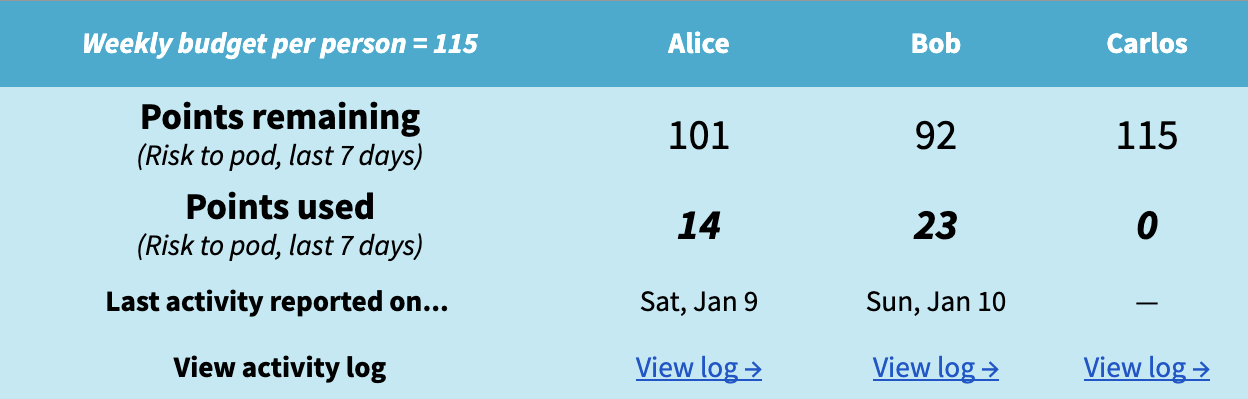 Weekly budget per person = 115 Alice Bob Carlos
Points remaining
(Risk to pod, last 7 days) 101 92 115
Points used
(Risk to pod, last 7 days) 14 23 0
Last activity reported on... Sat, Jan 9 Sun, Jan 10 —
View activity log View log → View log → View log →